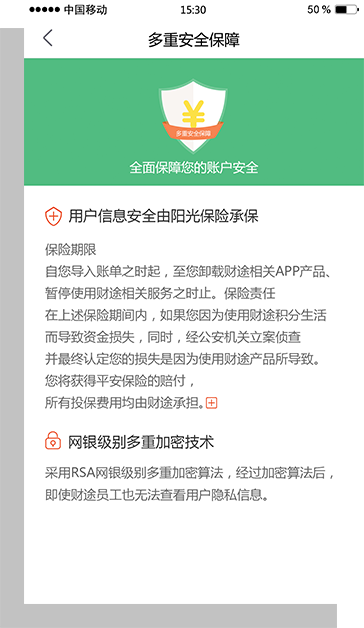 中国移动 15:30 50 %
多重安全保障
¥
多重安全保障
全面保障您的账户安全
用户信息安全由阳光保险承保
保险期限
自您导入账单之时起，至您卸载财途相关APP产品、
暂停使用财途相关服务之时止。保险责任
在上述保险期间内，如果您因为使用财途积分生活
而导致资金损失，同时，经公安机关立案侦查
并最终认定您的损失是因为使用财途产品所导致。
您将获得平安保险的赔付，
所有投保费用均由财途承担。
网银级别多重加密技术
采用RSA网银级别多重加密算法，经过加密算法后，
即使财途员工也无法查看用户隐私信息。